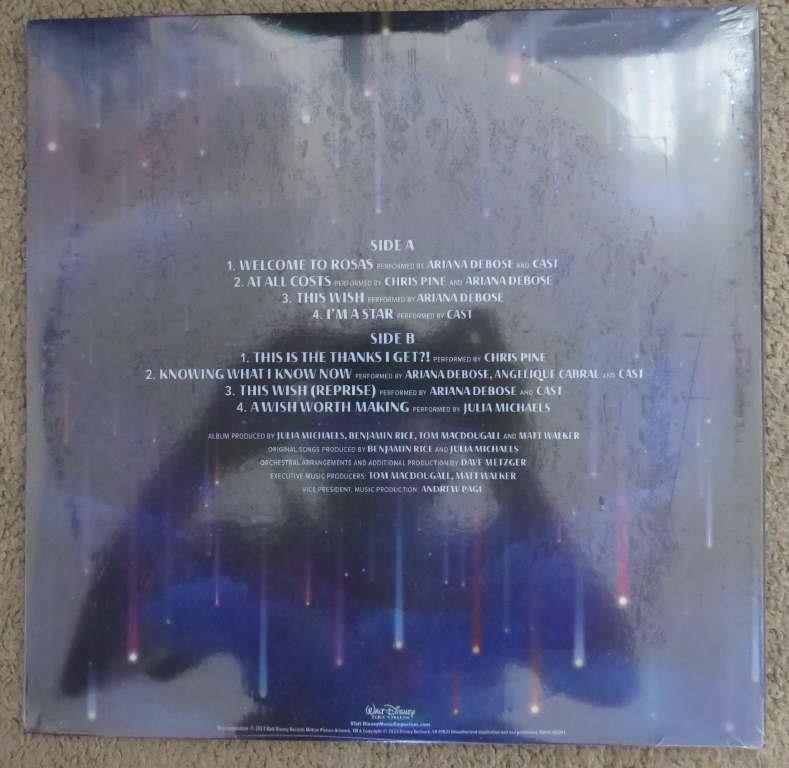 SIDE A
1. WELCOME TO ROSAS PERFORMED BY ARIANA DEBOSE AND CAST
2. AT ALL COSTS PERFORMED BY CHRIS PINE AND ARIANA DEBOSE
3. THIS WISH PERFORMED BY ARIANA DEBOSE
4. I'M A STAR PERFORMED BY CAST
SIDE B
1. THIS IS THE THANKS I GET?! PERFORMED BY CHRIS PINE
2. KNOWING WHAT I KNOW NOW PERFORMED BY ARIANA DEBOSE, ANGELIQUE CABRAL AND CAST
3. THIS WISH (REPRISE) PERFORMED BY ARIANA DEBOSE AND CAST
4. A WISH WORTH MAKING PERFORMED BY JULIA MICHAELS
ALBUM PRODUCED BY JULIA MICHAELS, BENJAMIN RICE, TOM MACDOUGALL AND MATT WALKER
ORIGINAL SONGS PRODUCED BY BENJAMIN RICE AND JULIA MICHAELS
ORCHESTRAL ARRANGEMENTS AND ADDITIONAL PRODUCTION BY DAVE METZGER
EXECUTIVE MUSIC PRODUCERS: TOM MACDOUGALL, MATT WALKER
VICE PRESIDENT, MUSIC PRODUCTION: ANDREW PAGE
Walt Disney
RECORDS
Visit DisneyMusicEmporium.com